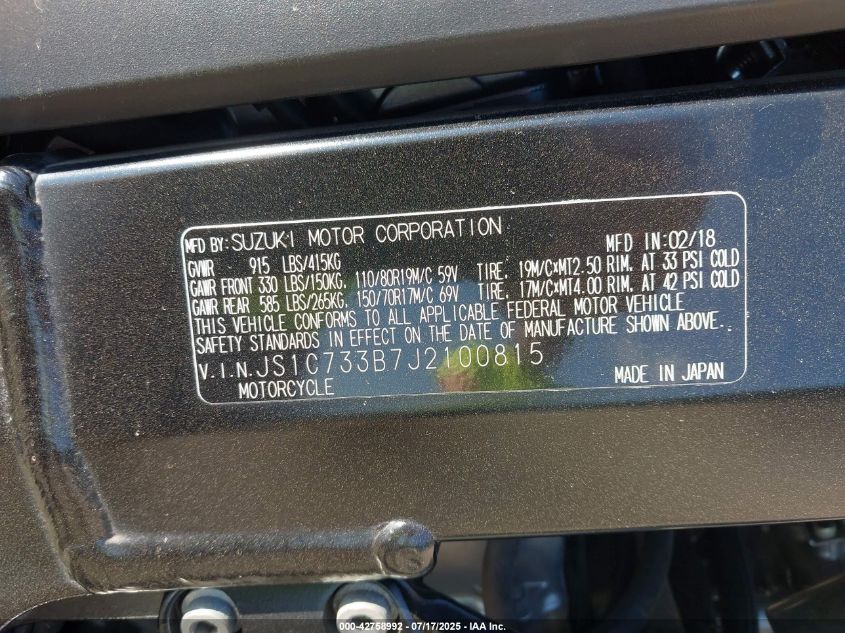 MFD BY: SUZUKI MOTOR CORPORATION MFD IN: 02/18
GVWR 915 LBS/415KG
GAWR FRONT 330 LBS/150KG, 110/80R19M/C 59V TIRE, 19M/CxMT2.50 RIM, AT 33 PSI COLD
GAWR REAR 585 LBS/265KG, 150/70R17M/C 69V TIRE, 17M/CxMT4.00 RIM, AT 42 PSI COLD
THIS VEHICLE CONFORMS TO ALL APPLICABLE FEDERAL MOTOR VEHICLE
SAFETY STANDARDS IN EFFECT ON THE DATE OF MANUFACTURE SHOWN ABOVE.
V.I.N. JS1C733B7J2100815
MOTORCYCLE MADE IN JAPAN
000-42758992 - 07/17/2025 - IAA Inc.